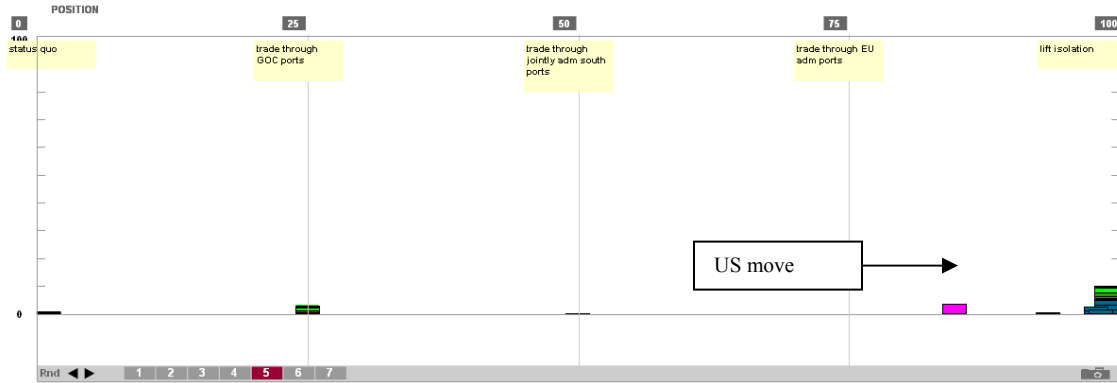 POSITION
0 25 50 75 100
100
status quo
trade through
GOC ports
trade through
jointly adm south
ports
trade through EU
adm ports
lift isolation
US move
0
Rnd 1 2 3 4 5 6 7